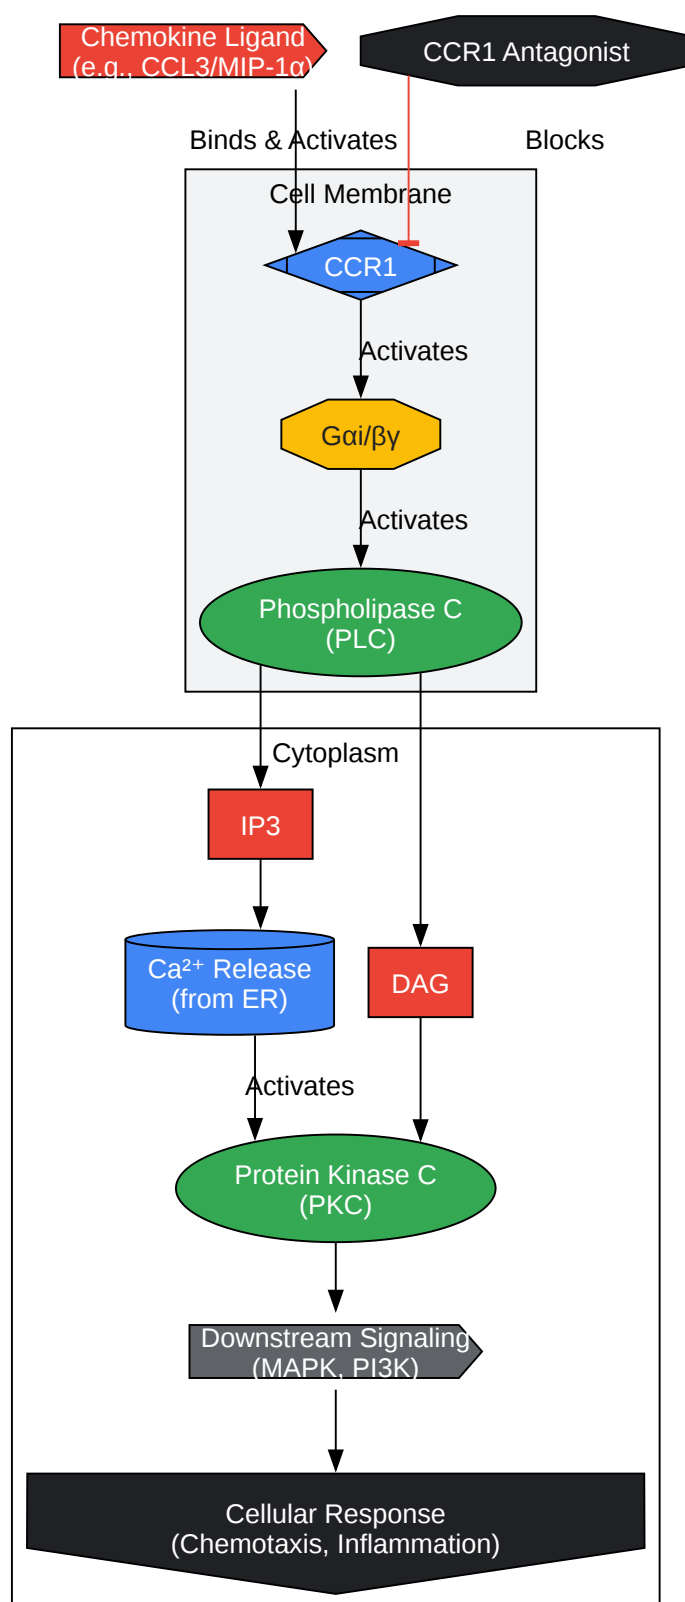 Chemokine Ligand
(e.g., CCL3/MIP-1α)
CCR1 Antagonist
Binds & Activates
Blocks
Cell Membrane
CCR1
Activates
Gαi/βγ
Activates
Phospholipase C
(PLC)
Cytoplasm
IP3
Ca²⁺ Release
(from ER)
DAG
Activates
Protein Kinase C
(PKC)
Downstream Signaling
(MAPK, PI3K)
Cellular Response
(Chemotaxis, Inflammation)